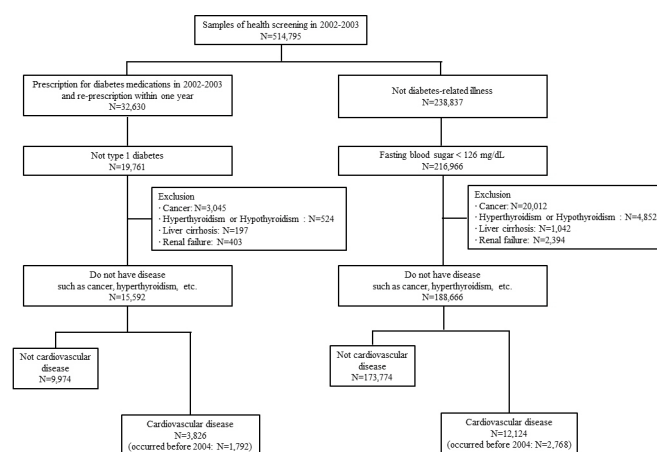 Samples of health screening in 2002-2003
N=514,795
Prescription for diabetes medications in 2002-2003
and re-prescription within one year
N=32,630
Not diabetes-related illness
N=238,837
Not type 1 diabetes
N=19,761
Fasting blood sugar < 126 mg/dL
N=216,966
Exclusion
· Cancer: N=3,045
· Hyperthyroidism or Hypothyroidism : N=524
· Liver cirrhosis: N=197
· Renal failure: N=403
Exclusion
· Cancer: N=20,012
· Hyperthyroidism or Hypothyroidism : N=4,852
· Liver cirrhosis: N=1,042
· Renal failure: N=2,394
Do not have disease
such as cancer, hyperthyroidism, etc.
N=15,592
Do not have disease
such as cancer, hyperthyroidism, etc.
N=188,666
Not cardiovascular
disease
N=9,974
Not cardiovascular
disease
N=173,774
Cardiovascular disease
N=3,826
(occurred before 2004: N=1,792)
Cardiovascular disease
N=12,124
(occurred before 2004: N=2,768)